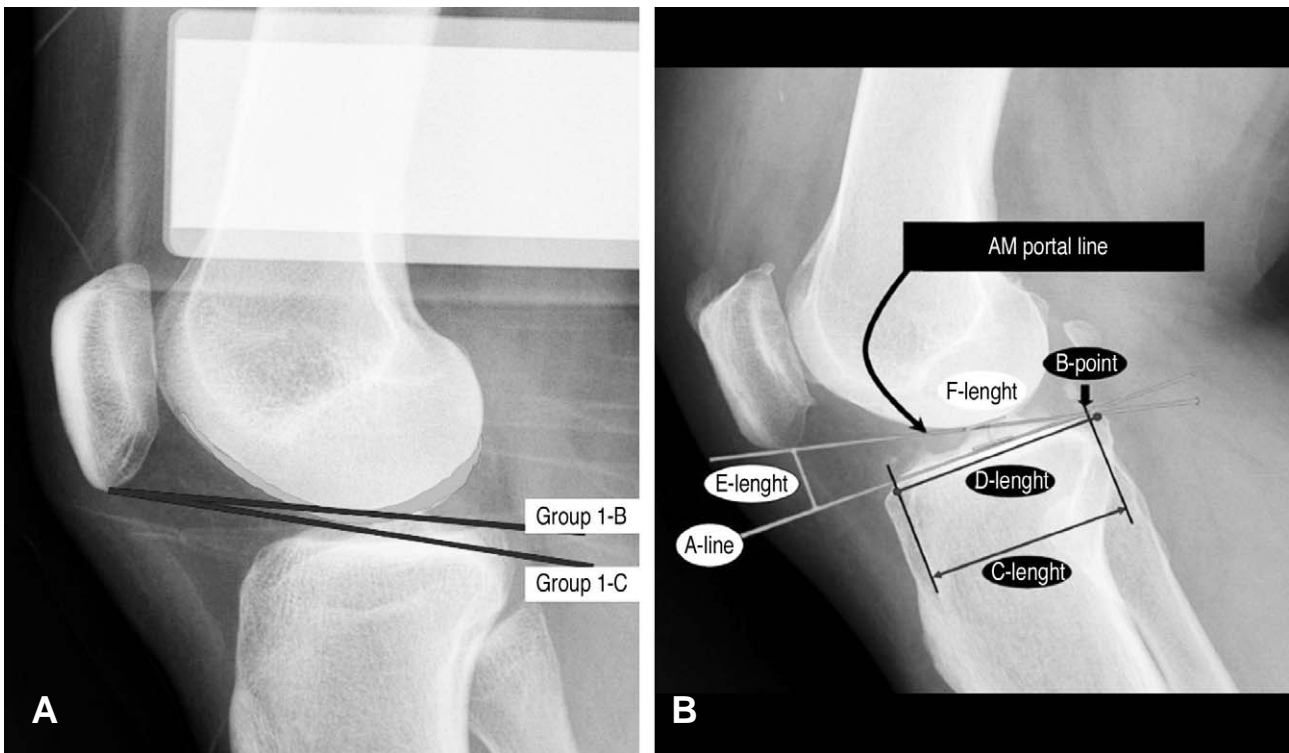 Group 1-B
Group 1-C
A
AM portal line
B-point
F-lenght
E-lenght
D-lenght
A-line
C-lenght
B